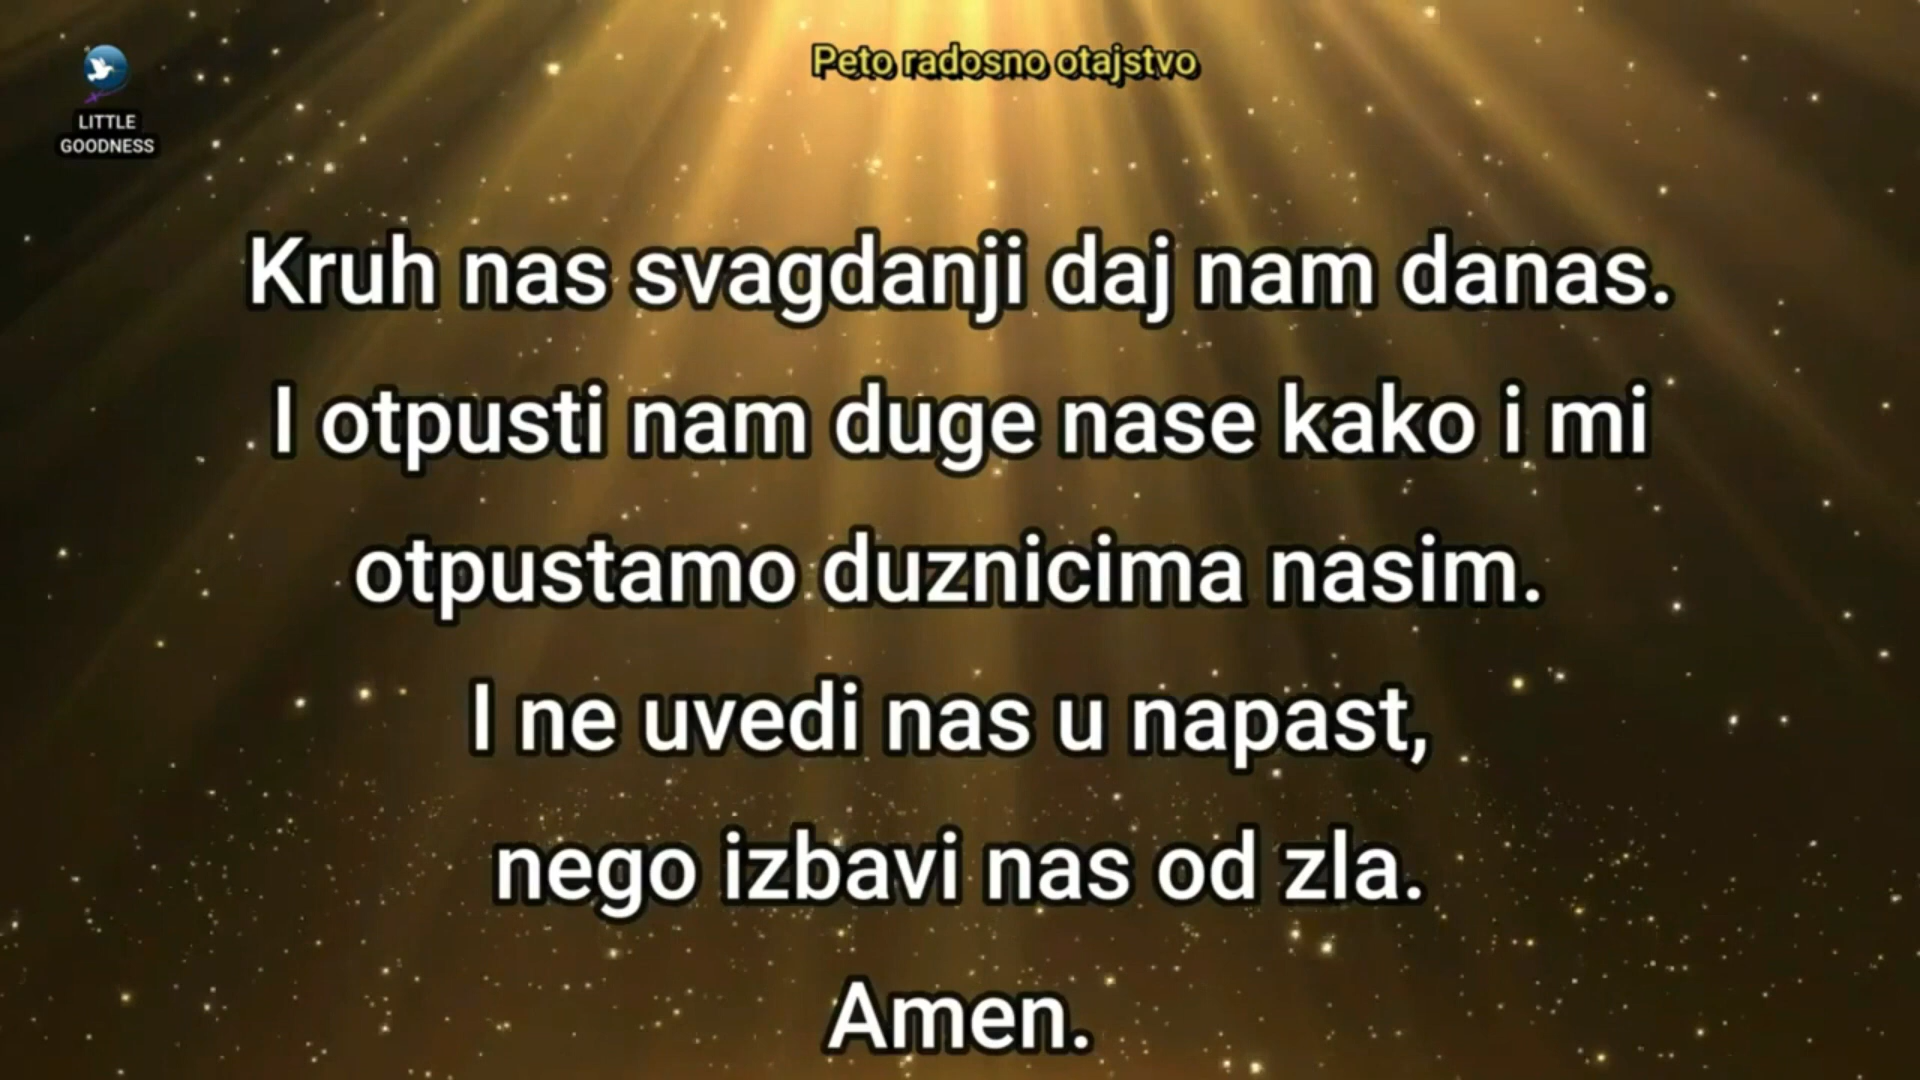 Peto radosno otajstvo
LITTLE
GOODNESS
Kruh nas svagdanji daj nam danas.
I otpusti nam duge nase kako i mi
otpustamo duznicima nasim.
I ne uvedi nas u napast,
nego izbavi nas od zla.
Amen.